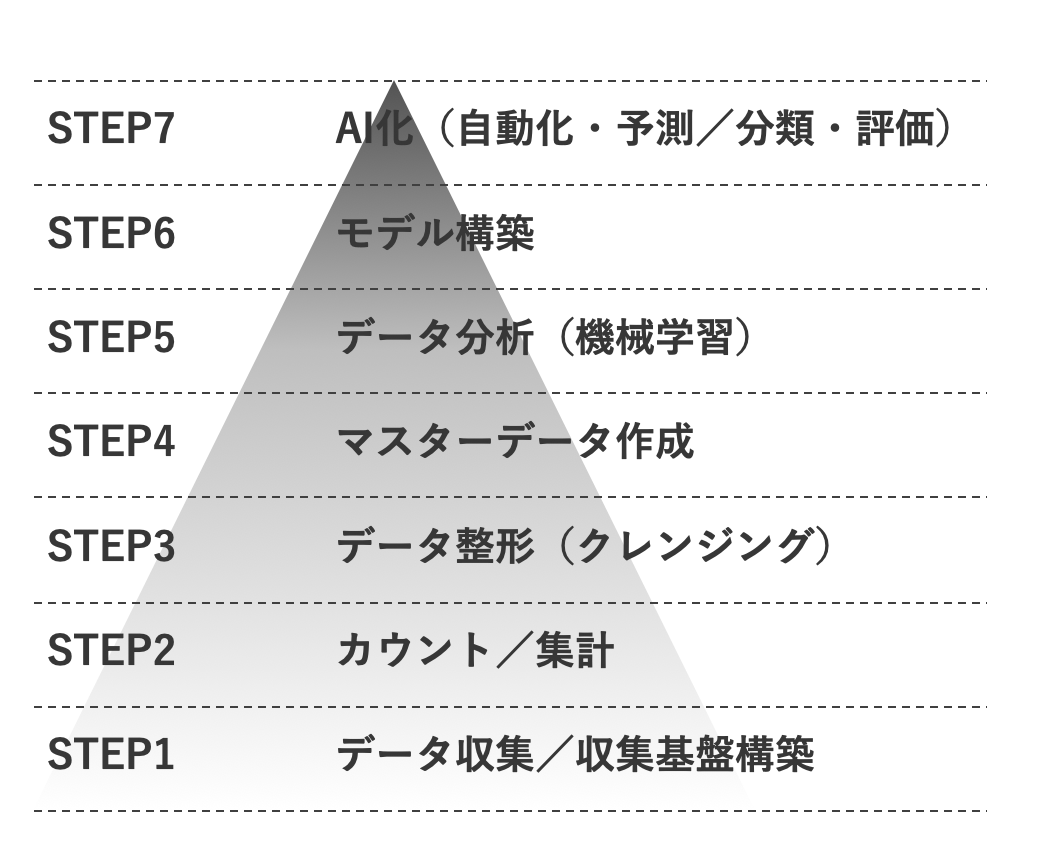 STEP7 AI化（自動化・予測／分類・評価）
STEP6 モデル構築
STEP5 データ分析（機械学習）
STEP4 マスターデータ作成
STEP3 データ整形（クレンジング）
STEP2 カウント／集計
STEP1 データ収集／収集基盤構築